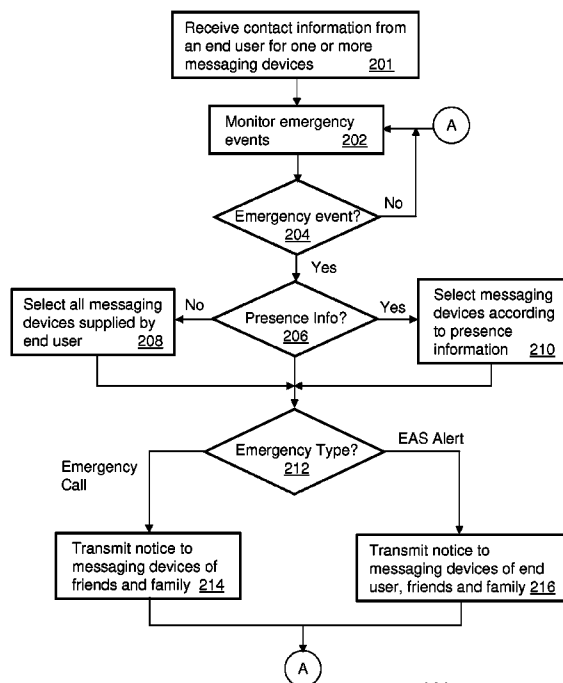 Receive contact information from
an end user for one or more
messaging devices 201
Monitor emergency
events 202
A
Emergency event?
204
No
Yes
Select all messaging
devices supplied by
end user 208
No
Presence Info?
206
Yes
Select messaging
devices according
to presence
information 210
Emergency Type?
212
Emergency
Call
EAS Alert
Transmit notice to
messaging devices of
friends and family 214
Transmit notice to
messaging devices of end
user, friends and family 216
A